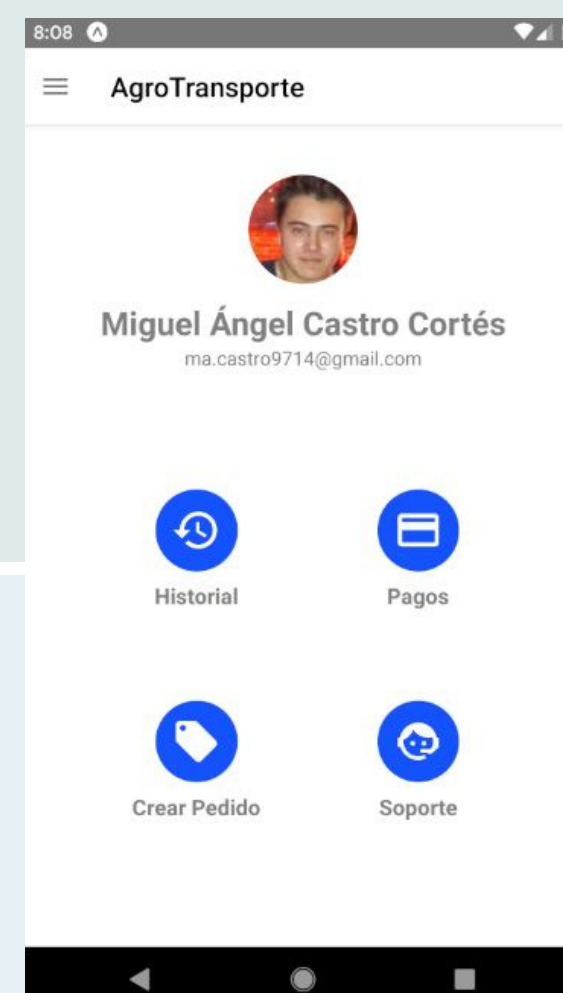 8:08
AgroTransporte
Miguel Ángel Castro Cortés
ma.castro9714@gmail.com
Historial
Pagos
Crear Pedido
Soporte